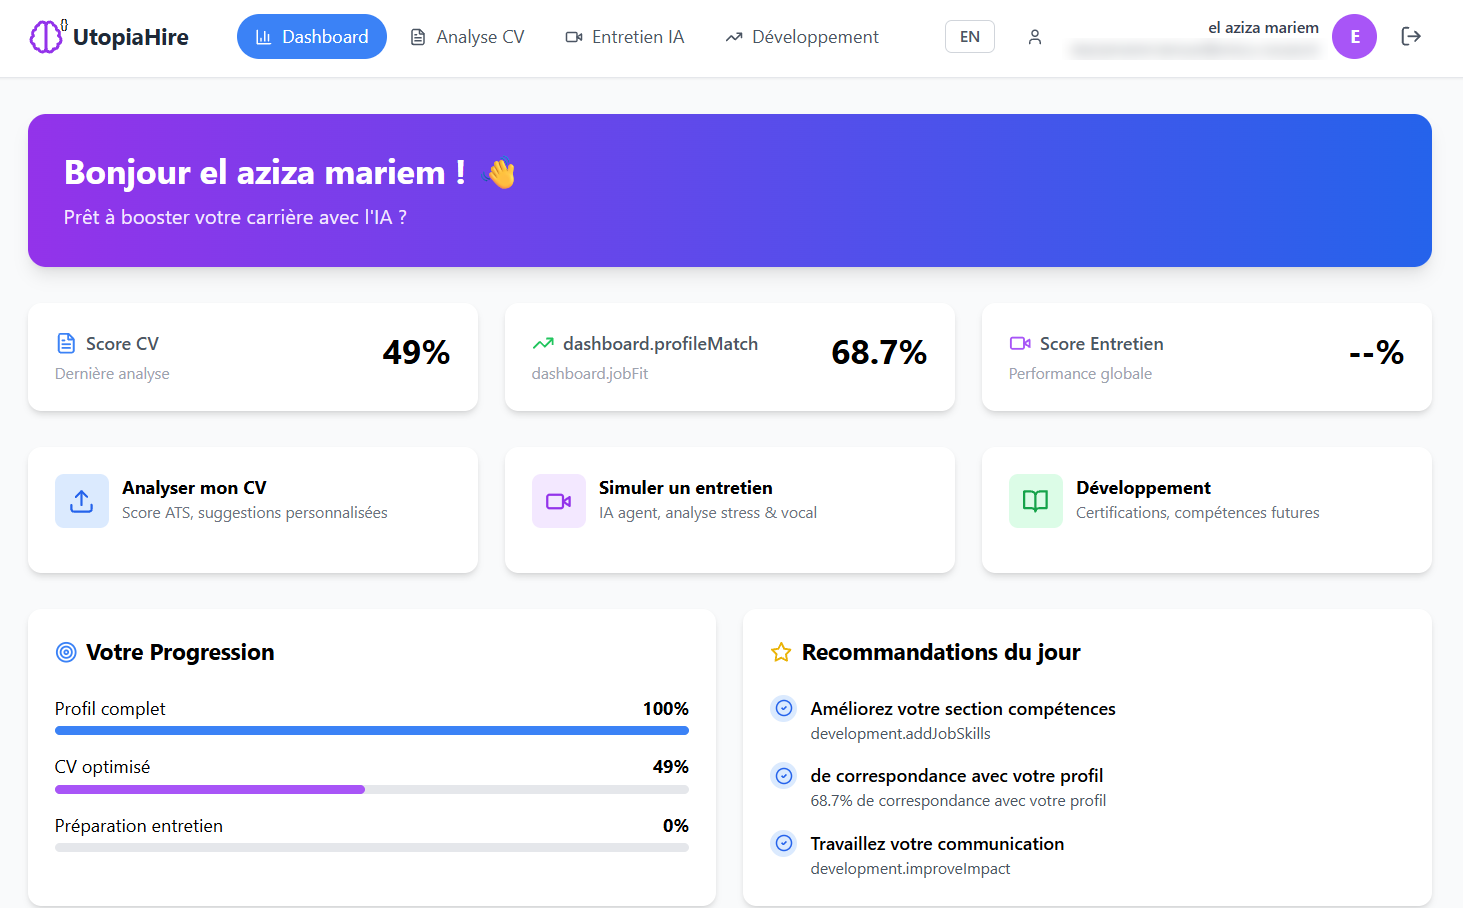 {}
UtopiaHire
Dashboard
Analyse CV
Entretien IA
Développement
EN
el aziza mariem
E
Bonjour el aziza mariem ! 👋
Prêt à booster votre carrière avec l'IA ?
Score CV
49%
Dernière analyse
dashboard.profileMatch
68.7%
dashboard.jobFit
Score Entretien
--%
Performance globale
Analyser mon CV
Score ATS, suggestions personnalisées
Simuler un entretien
IA agent, analyse stress & vocal
Développement
Certifications, compétences futures
Votre Progression
Profil complet
100%
CV optimisé
49%
Préparation entretien
0%
Recommandations du jour
Améliorez votre section compétences
development.addJobSkills
de correspondance avec votre profil
68.7% de correspondance avec votre profil
Travaillez votre communication
development.improveImpact